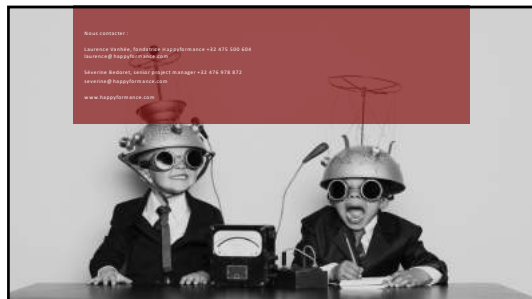 Nous contacter :
Laurence Vanhée, fondatrice Happyformance +32 475 500 604
laurence@happyformance.com
Séverine Bedoret, senior project manager +32 476 978 872
severine@happyformance.com
www.happyformance.com